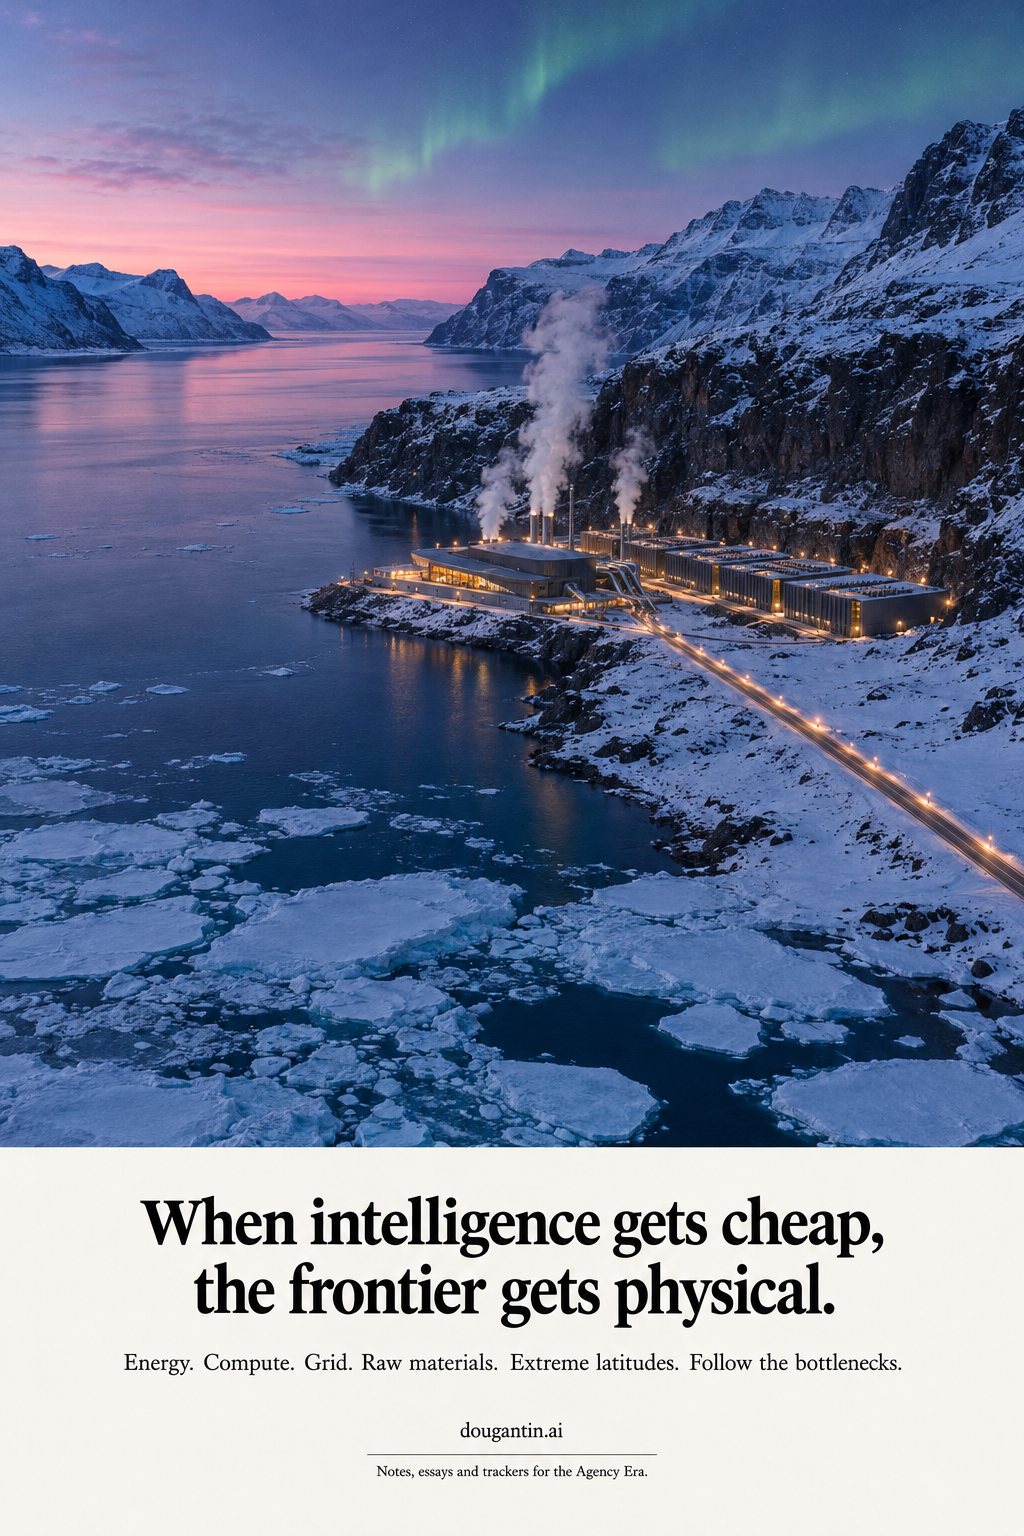 When intelligence gets cheap,
the frontier gets physical.
Energy. Compute. Grid. Raw materials. Extreme latitudes. Follow the bottlenecks.
dougantin.ai
Notes, essays and trackers for the Agency Era.